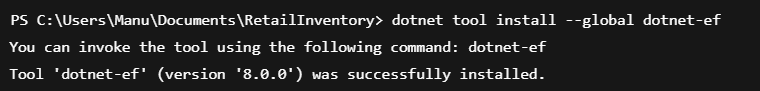 PS C:\Users\Manu\Documents\RetailInventory> dotnet tool install --global dotnet-ef
You can invoke the tool using the following command: dotnet-ef
Tool 'dotnet-ef' (version '8.0.0') was successfully installed.